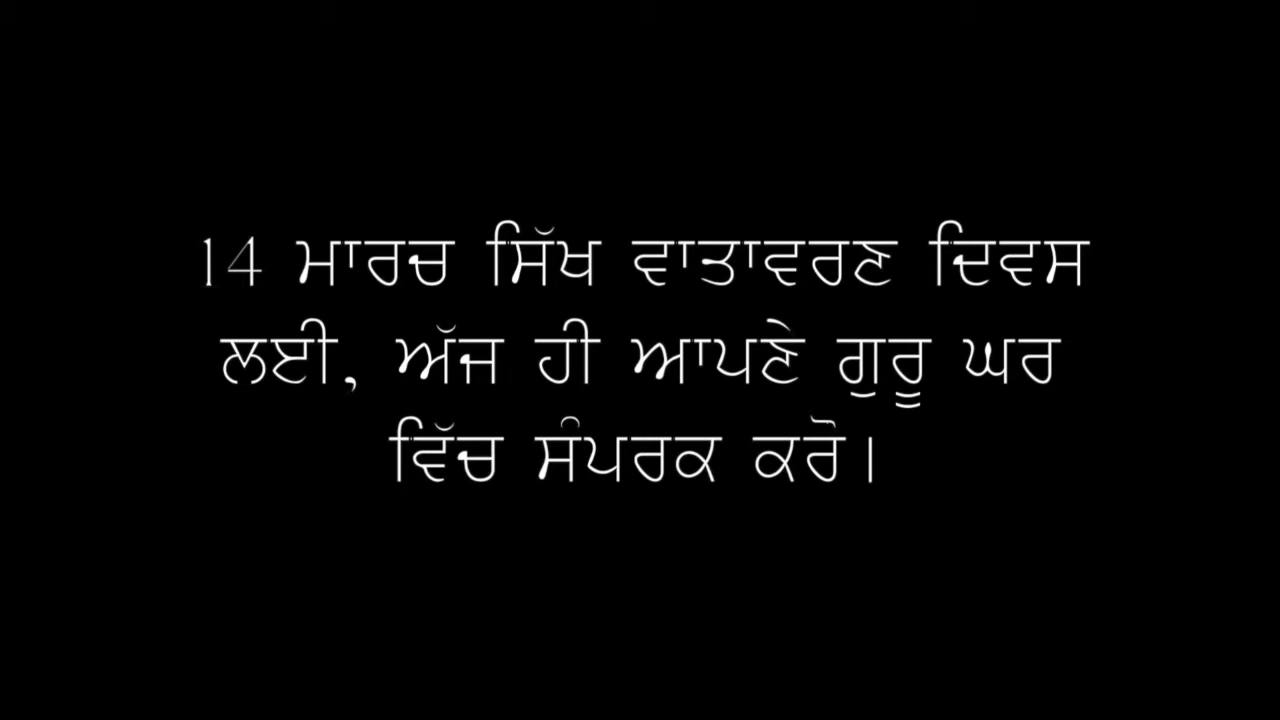 14 ਮਾਰਚ ਸਿੱਖ ਵਾਤਾਵਰਣ ਦਿਵਸ
ਲਈ, ਅੱਜ ਹੀ ਆਪਣੇ ਗੁਰੂ ਘਰ
ਵਿੱਚ ਸੰਪਰਕ ਕਰੋ।